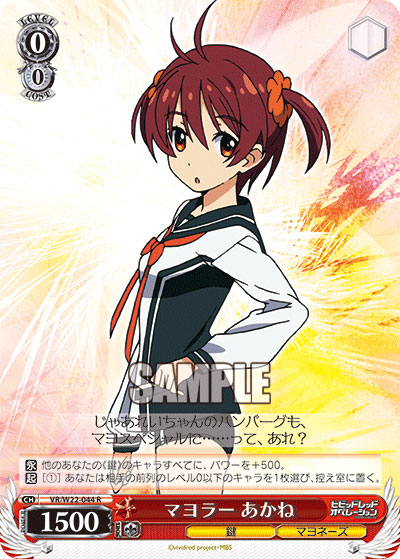 LEVEL
0
0
COST
SAMPLE
じゃあれいちゃんのハンバーグも、
マヨスペシャルに……って、あれ？
永 他のあなたの《鍵》のキャラすべてに、パワーを+500。
起 [①] あなたは相手の前列のレベル0以下のキャラを1枚選び、控え室に置く。
CH VR/W22-044 R
1500
マヨラー あかね
ビビッドレッド
オペレーション
鍵 マヨネーズ
©vividred project・MBS